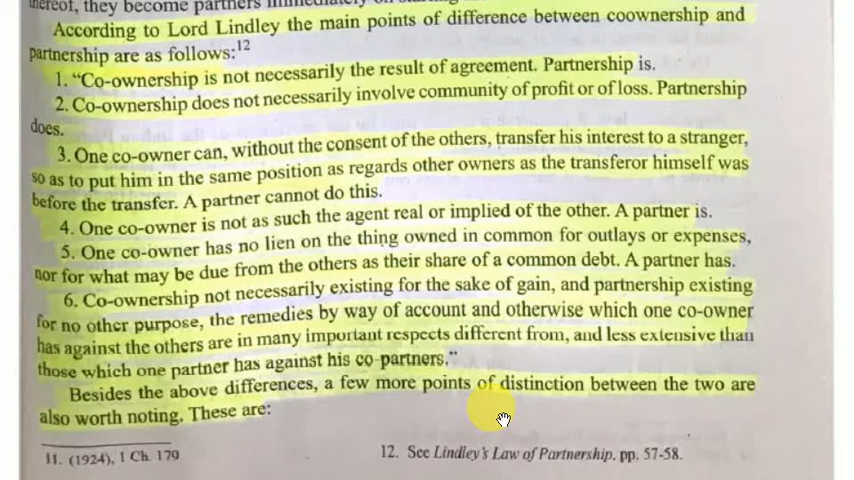 thereof, they become partners immediately on
According to Lord Lindley the main points of difference between coownership and
partnership are as follows:12
1. "Co-ownership is not necessarily the result of agreement. Partnership is.
2. Co-ownership does not necessarily involve community of profit or of loss. Partnership
does.
3. One co-owner can, without the consent of the others, transfer his interest to a stranger,
so as to put him in the same position as regards other owners as the transferor himself was
before the transfer. A partner cannot do this.
4. One co-owner is not as such the agent real or implied of the other. A partner is.
5. One co-owner has no lien on the thing owned in common for outlays or expenses,
nor for what may be due from the others as their share of a common debt. A partner has.
6. Co-ownership not necessarily existing for the sake of gain, and partnership existing
for no other purpose, the remedies by way of account and otherwise which one co-owner
has against the others are in many important respects different from, and less extensive than
those which one partner has against his co-partners."
Besides the above differences, a few more points of distinction between the two are
also worth noting. These are:
11. (1924), 1 Ch. 179
12. See Lindley's Law of Partnership, pp. 57-58.